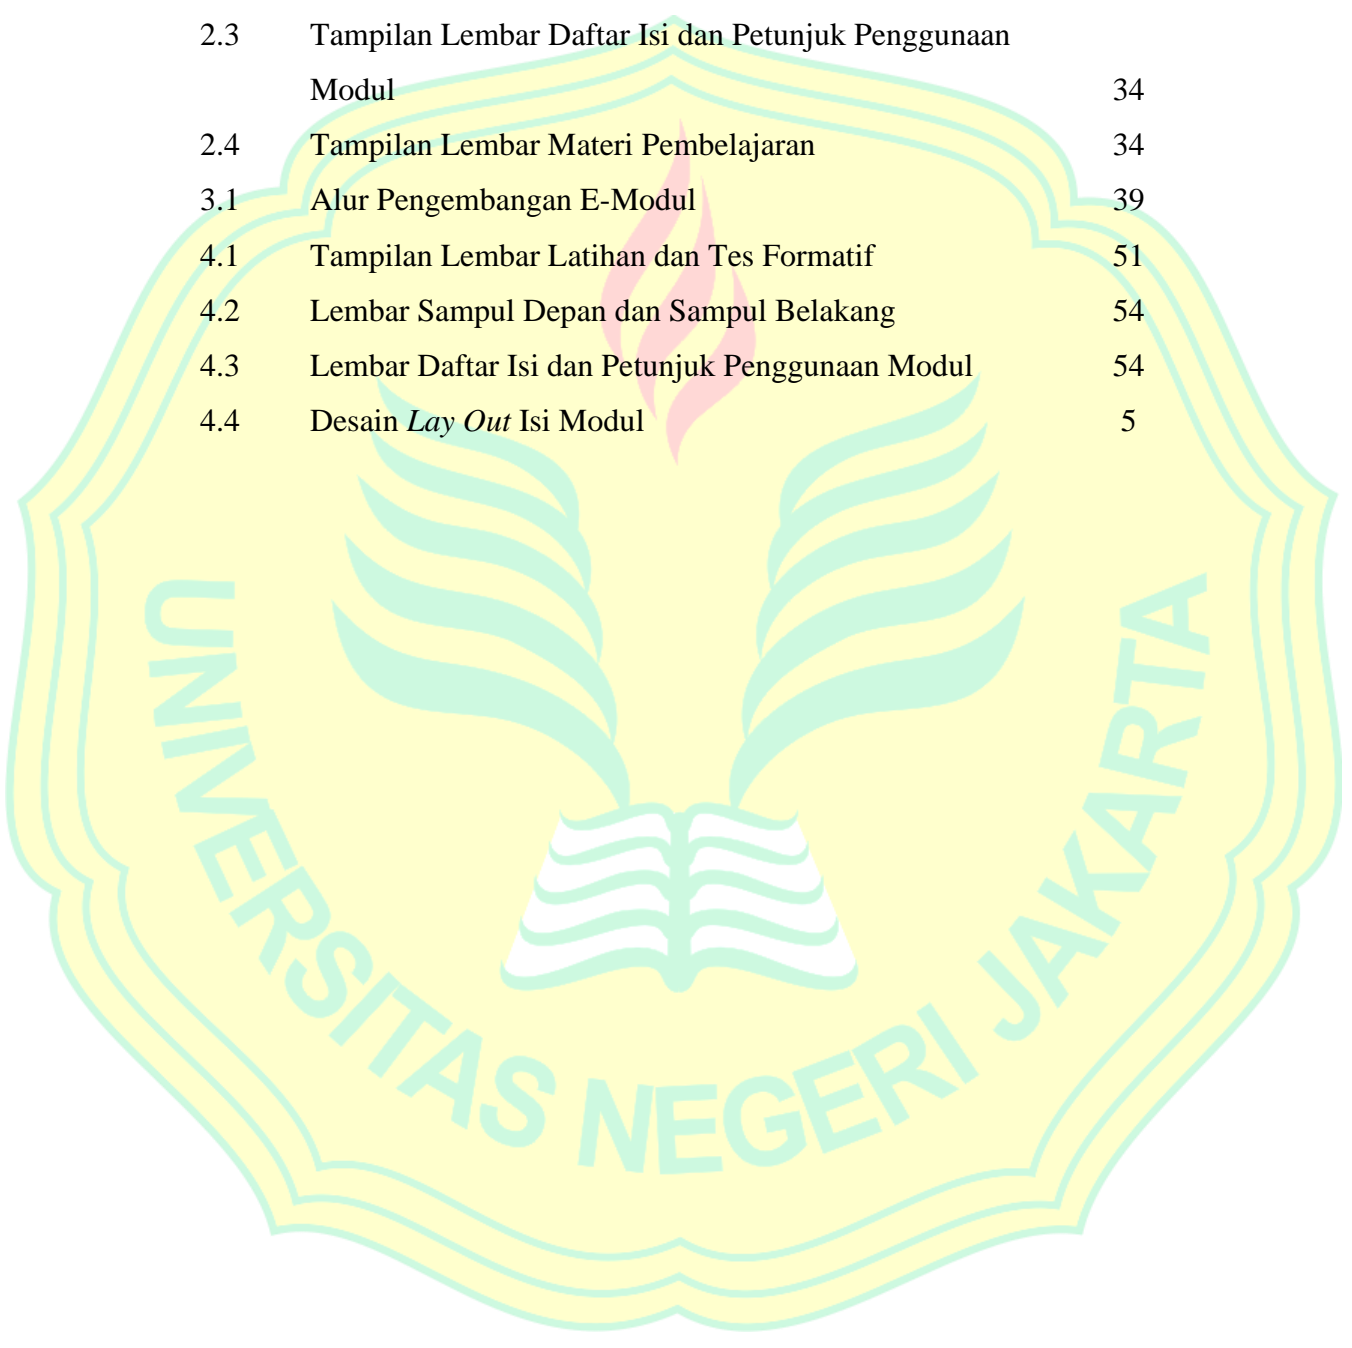 2.3 Tampilan Lembar Daftar Isi dan Petunjuk Penggunaan
Modul 34
2.4 Tampilan Lembar Materi Pembelajaran 34
3.1 Alur Pengembangan E-Modul 39
4.1 Tampilan Lembar Latihan dan Tes Formatif 51
4.2 Lembar Sampul Depan dan Sampul Belakang 54
4.3 Lembar Daftar Isi dan Petunjuk Penggunaan Modul 54
4.4 Desain Lay Out Isi Modul 5
UNIVERSITAS NEGERI JAKARTA